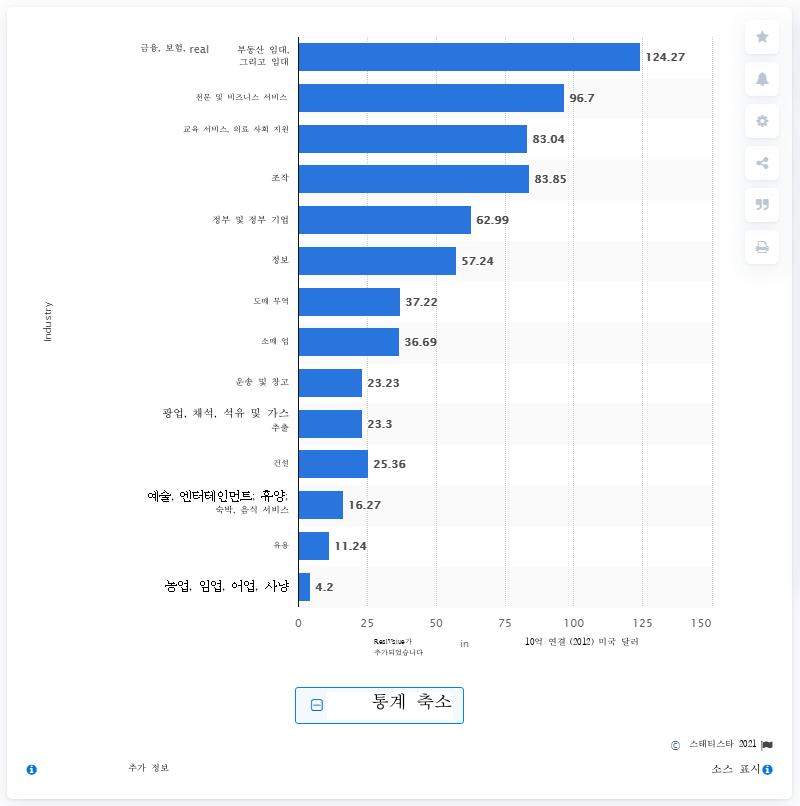 금융, 보험, real 부동산 임대,
그리고 임대
124.27
전문 및 비즈니스 서비스
96.7
교육 서비스, 의료 사회 지원
83.04
조작
83.85
정부 및 정부 기업
62.99
정보
57.24
도매 무역
37.22
소매 업
36.69
운송 및 창고
23.23
광업, 채석, 석유 및 가스
추출
23.3
건설
25.36
예술, 엔터테인먼트; 휴양;
숙박, 음식 서비스
16.27
유용
11.24
농업, 임업, 어업, 사냥
4.2
Industry
0 25 50 75 100 125 150
가 in 10억 연결 (2012) 미국 달러
추가되었습니다
통계 축소
© 스태티스타 2021
추가 정보
소스 표시